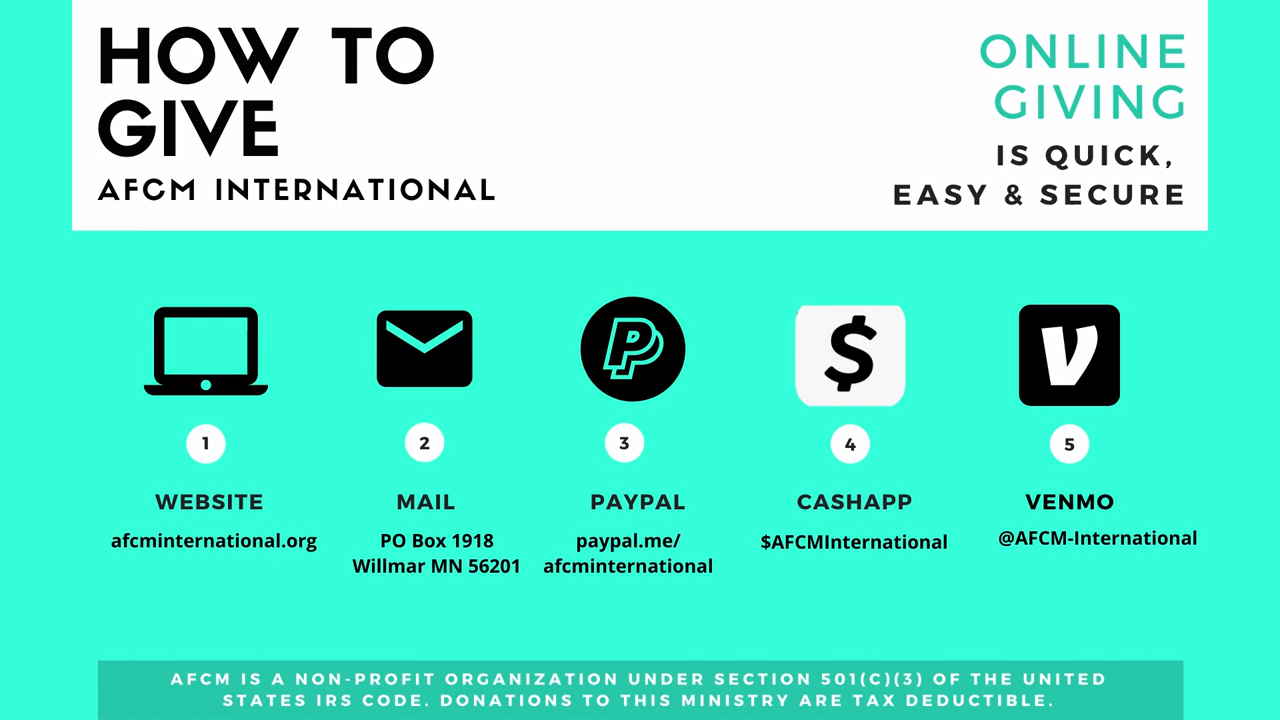 HOW TO
GIVE
AFCM INTERNATIONAL
ONLINE
GIVING
IS QUICK,
EASY & SECURE
1
WEBSITE
afcminternational.org
2
MAIL
PO Box 1918
Willmar MN 56201
3
PAYPAL
paypal.me/
afcminternational
4
CASHAPP
$AFCMInternational
5
VENMO
@AFCM-International
AFCM IS A NON-PROFIT ORGANIZATION UNDER SECTION 501(C)(3) OF THE UNITED
STATES IRS CODE. DONATIONS TO THIS MINISTRY ARE TAX DEDUCTIBLE.